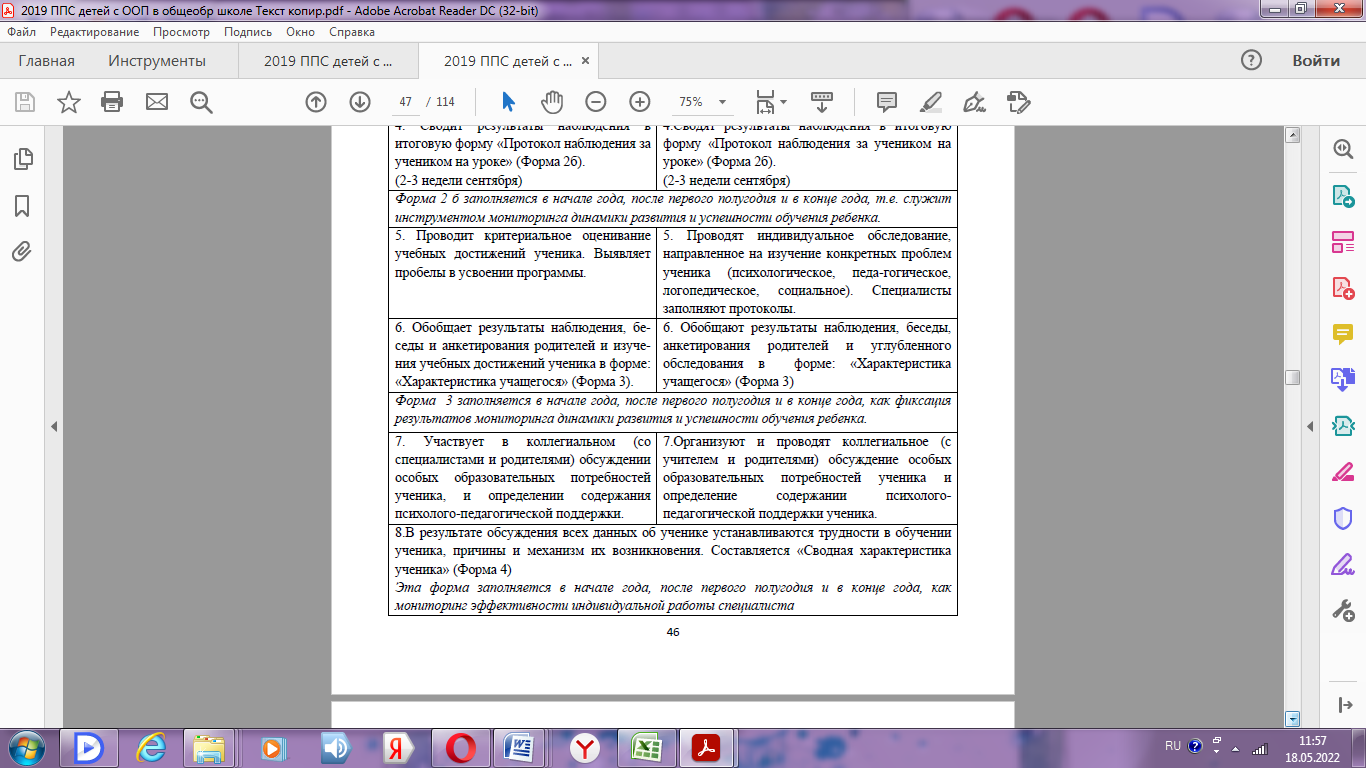 2019 ППС детей с ООП в общеобр школе Текст копир.pdf - Adobe Acrobat Reader DC (32-bit)
Файл Редактирование Просмотр Подпись Окно Справка
Главная Инструменты 2019 ППС детей с ... 2019 ППС детей с ... Войти
47 / 114 75%
4. Сводит результаты наблюдения в
итоговую форму «Протокол наблюдения за
учеником на уроке» (Форма 2б).
(2-3 недели сентября)
4.Сводят результаты наблюдения в итоговую
форму «Протокол наблюдения за учеником на
уроке» (Форма 2б).
(2-3 недели сентября)
Форма 2 б заполняется в начале года, после первого полугодия и в конце года, т.е. служит
инструментом мониторинга динамики развития и успешности обучения ребенка.
5. Проводит критериальное оценивание
учебных достижений ученика. Выявляет
пробелы в усвоении программы.
5. Проводят индивидуальное обследование,
направленное на изучение конкретных проблем
ученика (психологическое, педа-гогическое,
логопедическое, социальное). Специалисты
заполняют протоколы.
6. Обобщает результаты наблюдения, бе-
седы и анкетирования родителей и изуче-
ния учебных достижений ученика в форме:
«Характеристика учащегося» (Форма 3).
6. Обобщают результаты наблюдения, беседы,
анкетирования родителей и углубленного
обследования в форме: «Характеристика
учащегося» (Форма 3)
Форма 3 заполняется в начале года, после первого полугодия и в конце года, как фиксация
результатов мониторинга динамики развития и успешности обучения ребенка.
7. Участвует в коллегиальном (со
специалистами и родителями) обсуждении
особых образовательных потребностей
ученика, и определении содержания
психолого-педагогической поддержки.
7.Организуют и проводят коллегиальное (с
учителем и родителями) обсуждение особых
образовательных потребностей ученика и
определение содержании психолого-
педагогической поддержки ученика.
8.В результате обсуждения всех данных об ученике устанавливаются трудности в обучении
ученика, причины и механизм их возникновения. Составляется «Сводная характеристика
ученика» (Форма 4)
Эта форма заполняется в начале года, после первого полугодия и в конце года, как
мониторинг эффективности индивидуальной работы специалиста
46
RU 11:57
18.05.2022